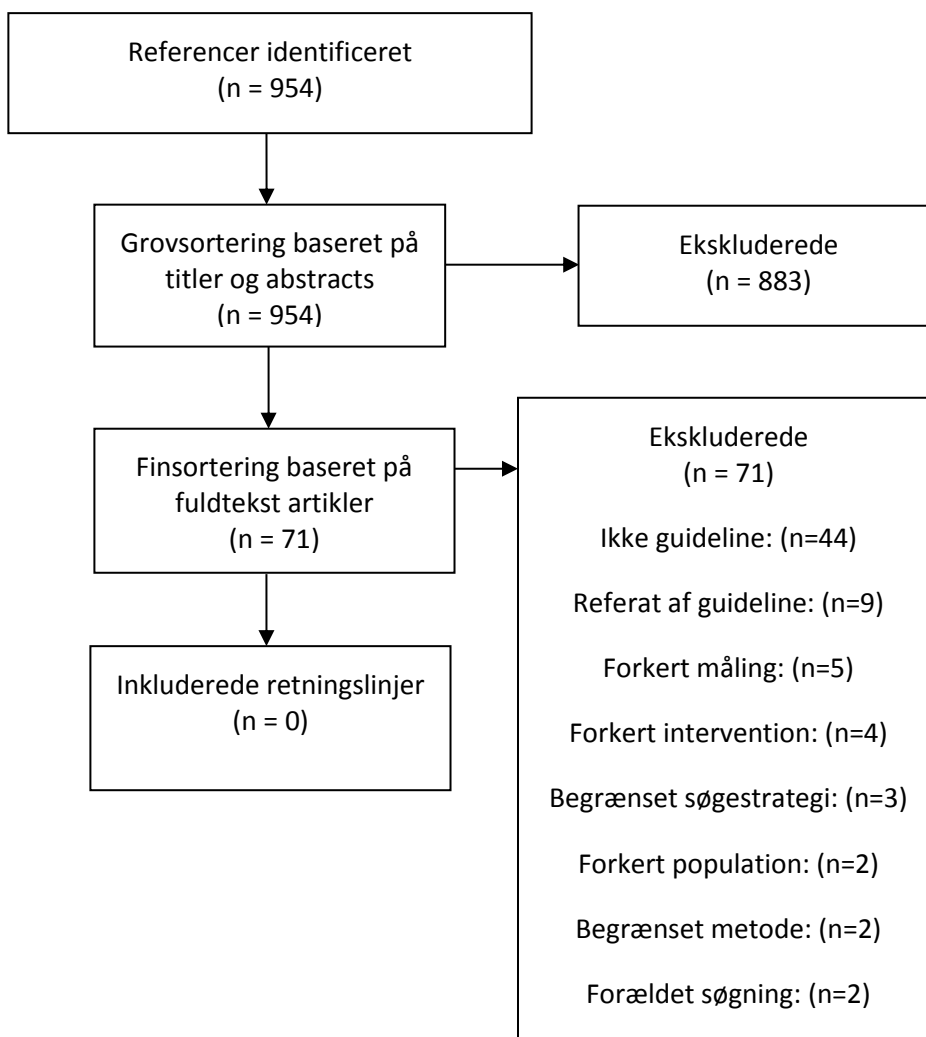 Referencer identificeret
(n = 954)
Grovsortering baseret på
titler og abstracts
(n = 954)
Ekskluderede
(n = 883)
Finsortering baseret på
fuldtekst artikler
(n = 71)
Ekskluderede
(n = 71)
Ikke guideline: (n=44)
Referat af guideline: (n=9)
Forkert måling: (n=5)
Forkert intervention: (n=4)
Begrænset søgestrategi: (n=3)
Forkert population: (n=2)
Begrænset metode: (n=2)
Forældet søgning: (n=2)
Inkluderede retningslinjer
(n = 0)